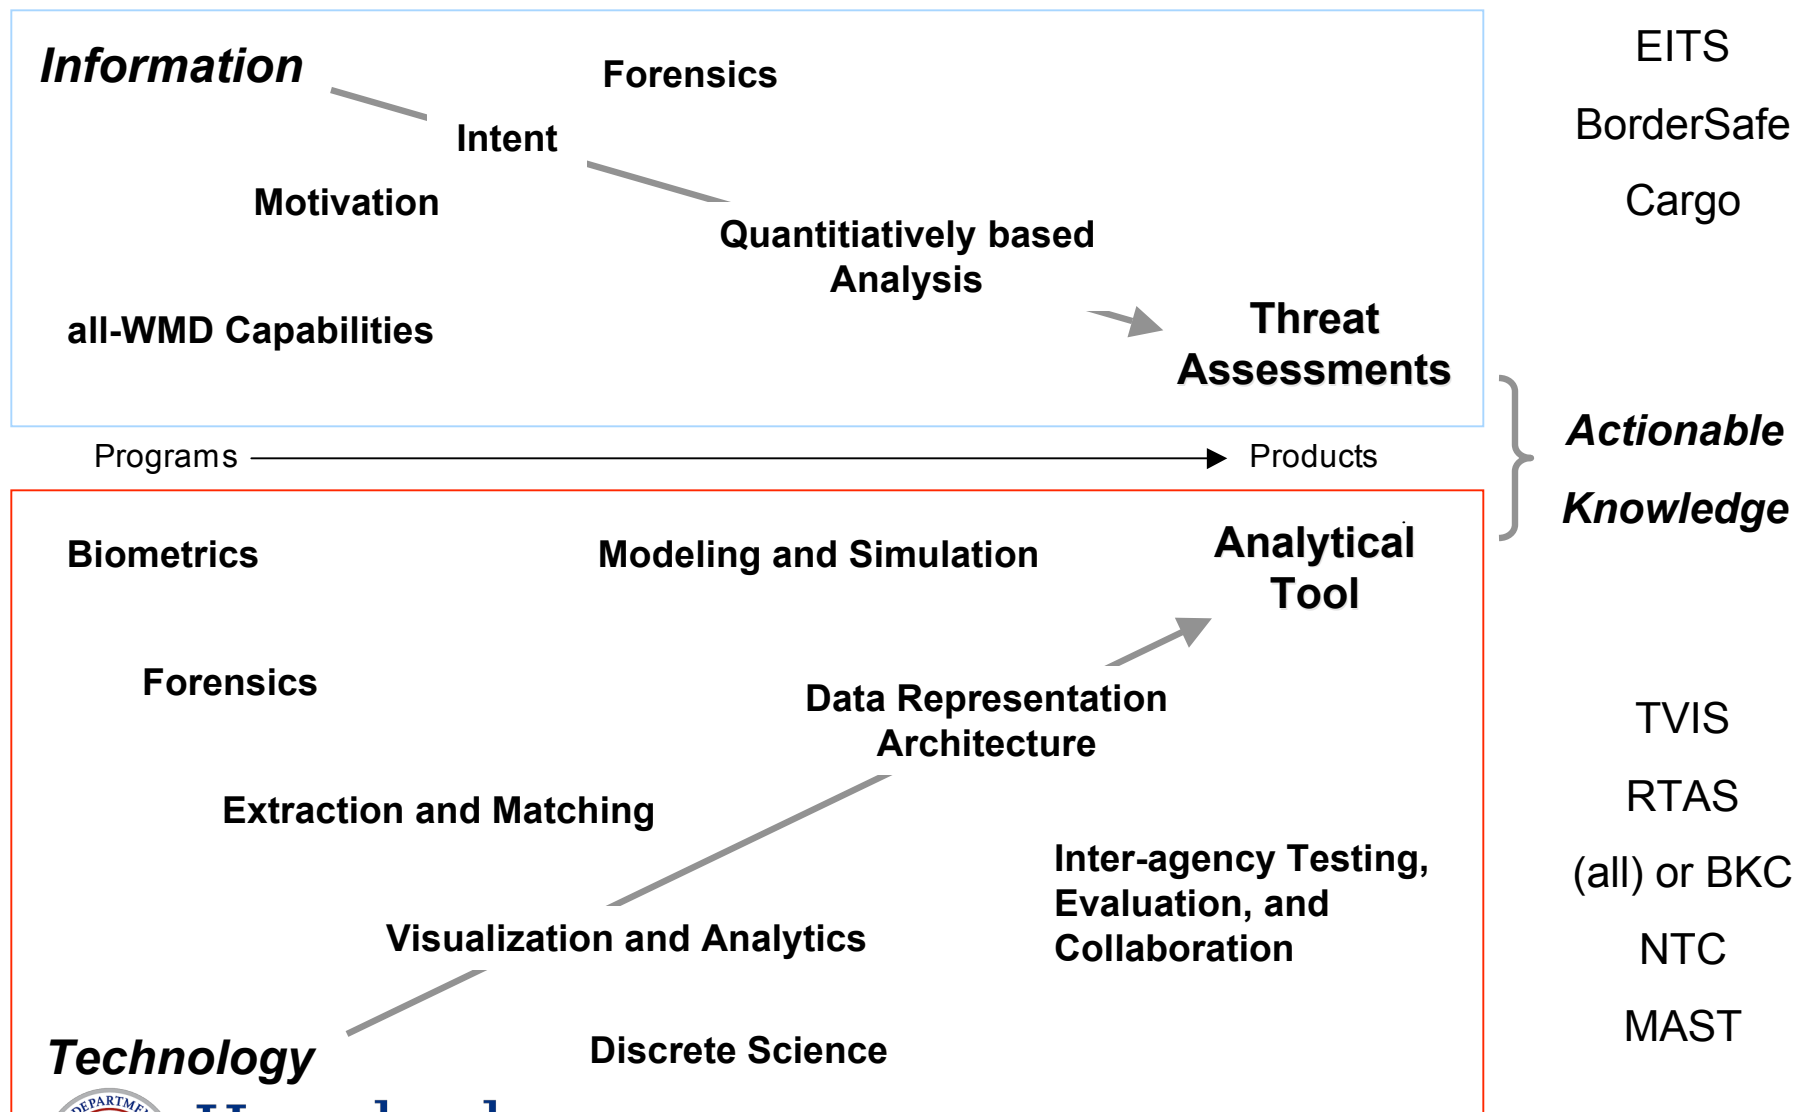 Information
Forensics
EITS
Intent
BorderSafe
Motivation
Cargo
Quantitiatively based
Analysis
all-WMD Capabilities
Threat
Assessments
Programs
Products
Actionable
Knowledge
Biometrics
Modeling and Simulation
Analytical
Tool
Forensics
Data Representation
Architecture
TVIS
Extraction and Matching
RTAS
Inter-agency Testing,
Evaluation, and
Collaboration
(all) or BKC
Visualization and Analytics
NTC
Technology
Discrete Science
MAST